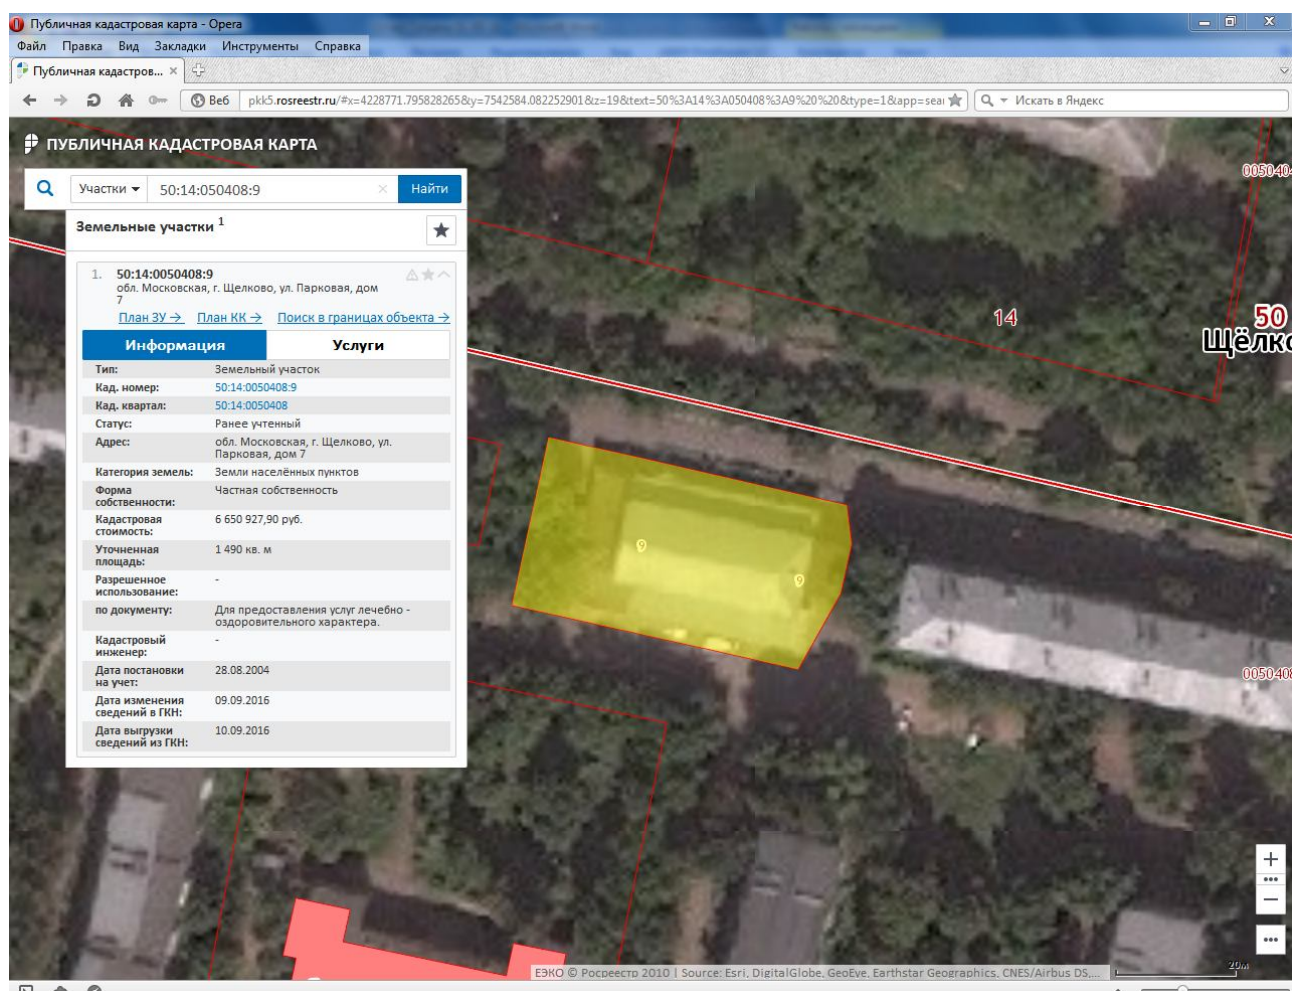 Публичная кадастровая карта - Opera
Файл Правка Вид Закладки Инструменты Справка
Публичная кадастров... ×
Веб pkk5.rosreestr.ru/#x=4228771.795828265&y=7542584.082252901&z=19&text=50%3A14%3A050408%3A9%20%20&type=1&app=sear Искать в Яндекс
ПУБЛИЧНАЯ КАДАСТРОВАЯ КАРТА
Участки 50:14:050408:9 × Найти
Земельные участки 1
1. 50:14:0050408:9
обл. Московская, г. Щелково, ул. Парковая, дом
7
План ЗУ → План КК → Поиск в границах объекта →
Информация Услуги
Тип: Земельный участок
Кад. номер: 50:14:0050408:9
Кад. квартал: 50:14:0050408
Статус: Ранее учтенный
Адрес: обл. Московская, г. Щелково, ул.
Парковая, дом 7
Категория земель: Земли населённых пунктов
Форма Частная собственность
собственности:
Кадастровая 6 650 927,90 руб.
стоимость:
Уточненная 1 490 кв. м
площадь:
Разрешенное -
использование:
по документу: Для предоставления услуг лечебно -
оздоровительного характера.
Кадастровый -
инженер:
Дата постановки 28.08.2004
на учет:
Дата изменения 09.09.2016
сведений в ГКН:
Дата выгрузки 10.09.2016
сведений из ГКН:
005040
14
50
Щёлко
9
9
005040
ЕЭКО © Росреестр 2010 | Source: Esri, DigitalGlobe, GeoEye, Earthstar Geographics, CNES/Airbus DS,...
20м